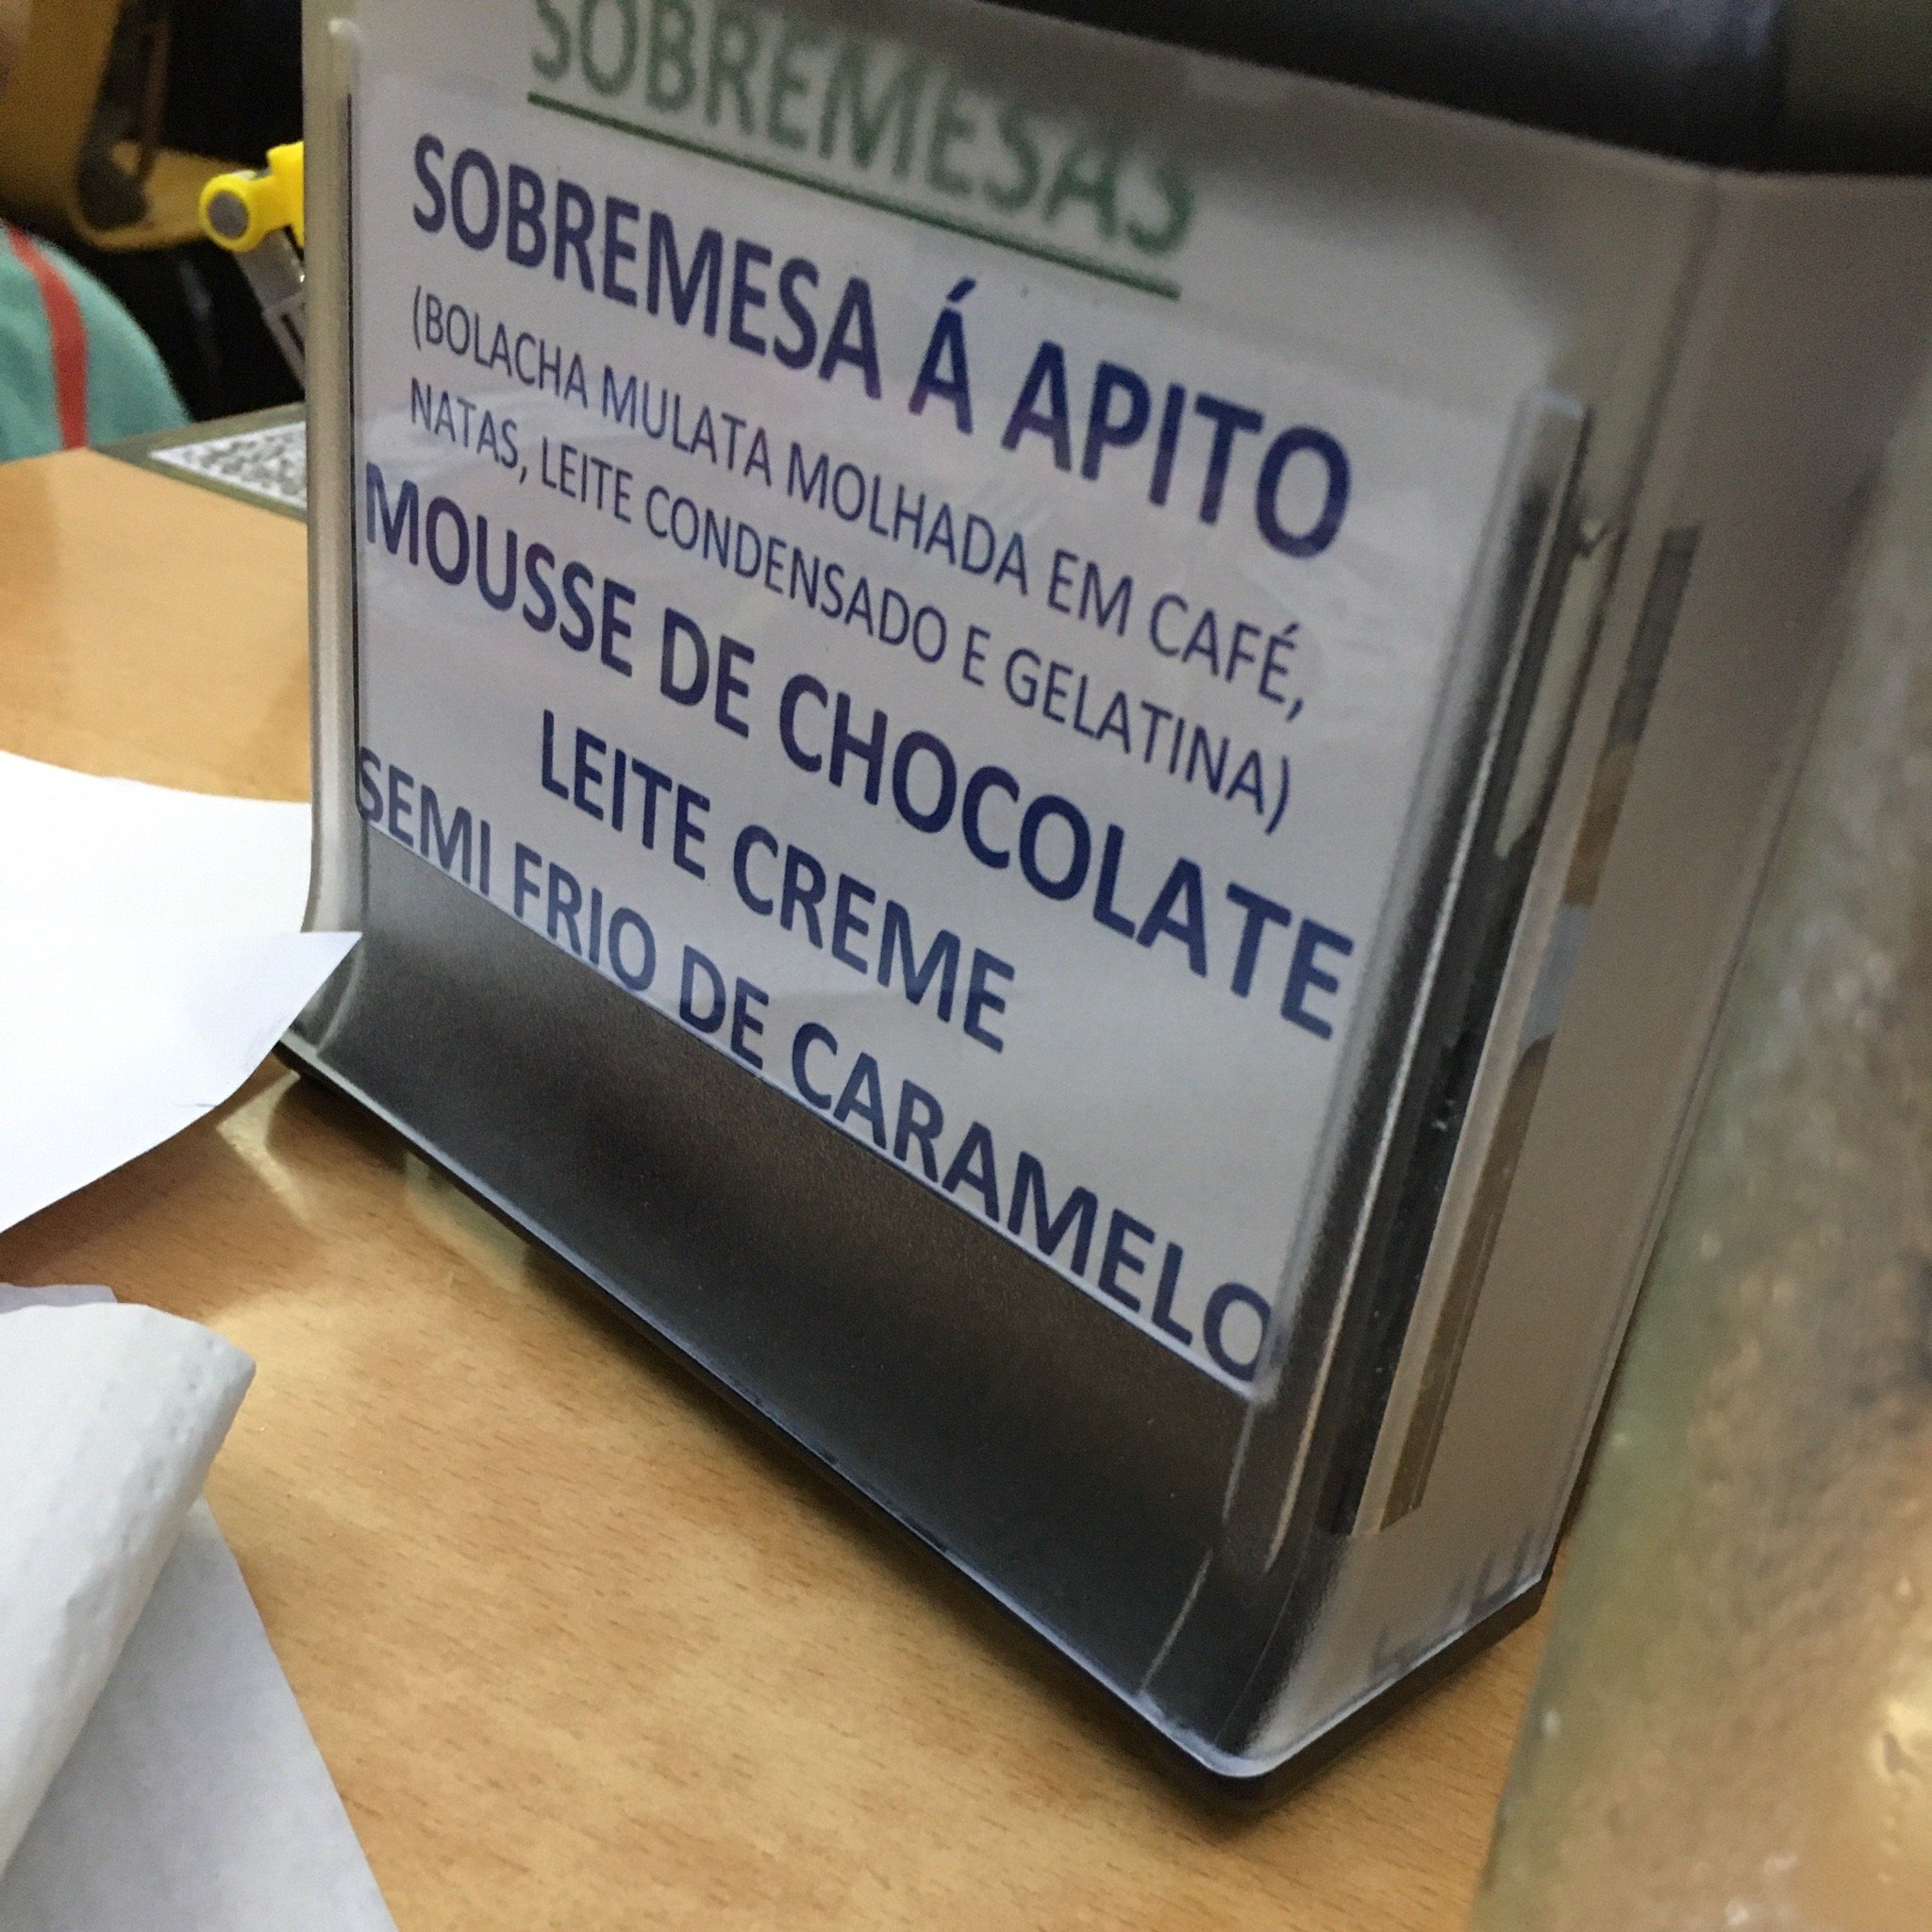 SOBREMESAS
SOBREMESA Á APITO
(BOLACHA MULATA MOLHADA EM CAFÉ,
NATAS, LEITE CONDENSADO E GELATINA)
MOUSSE DE CHOCOLATE
LEITE CREME
SEMI FRIO DE CARAMELO